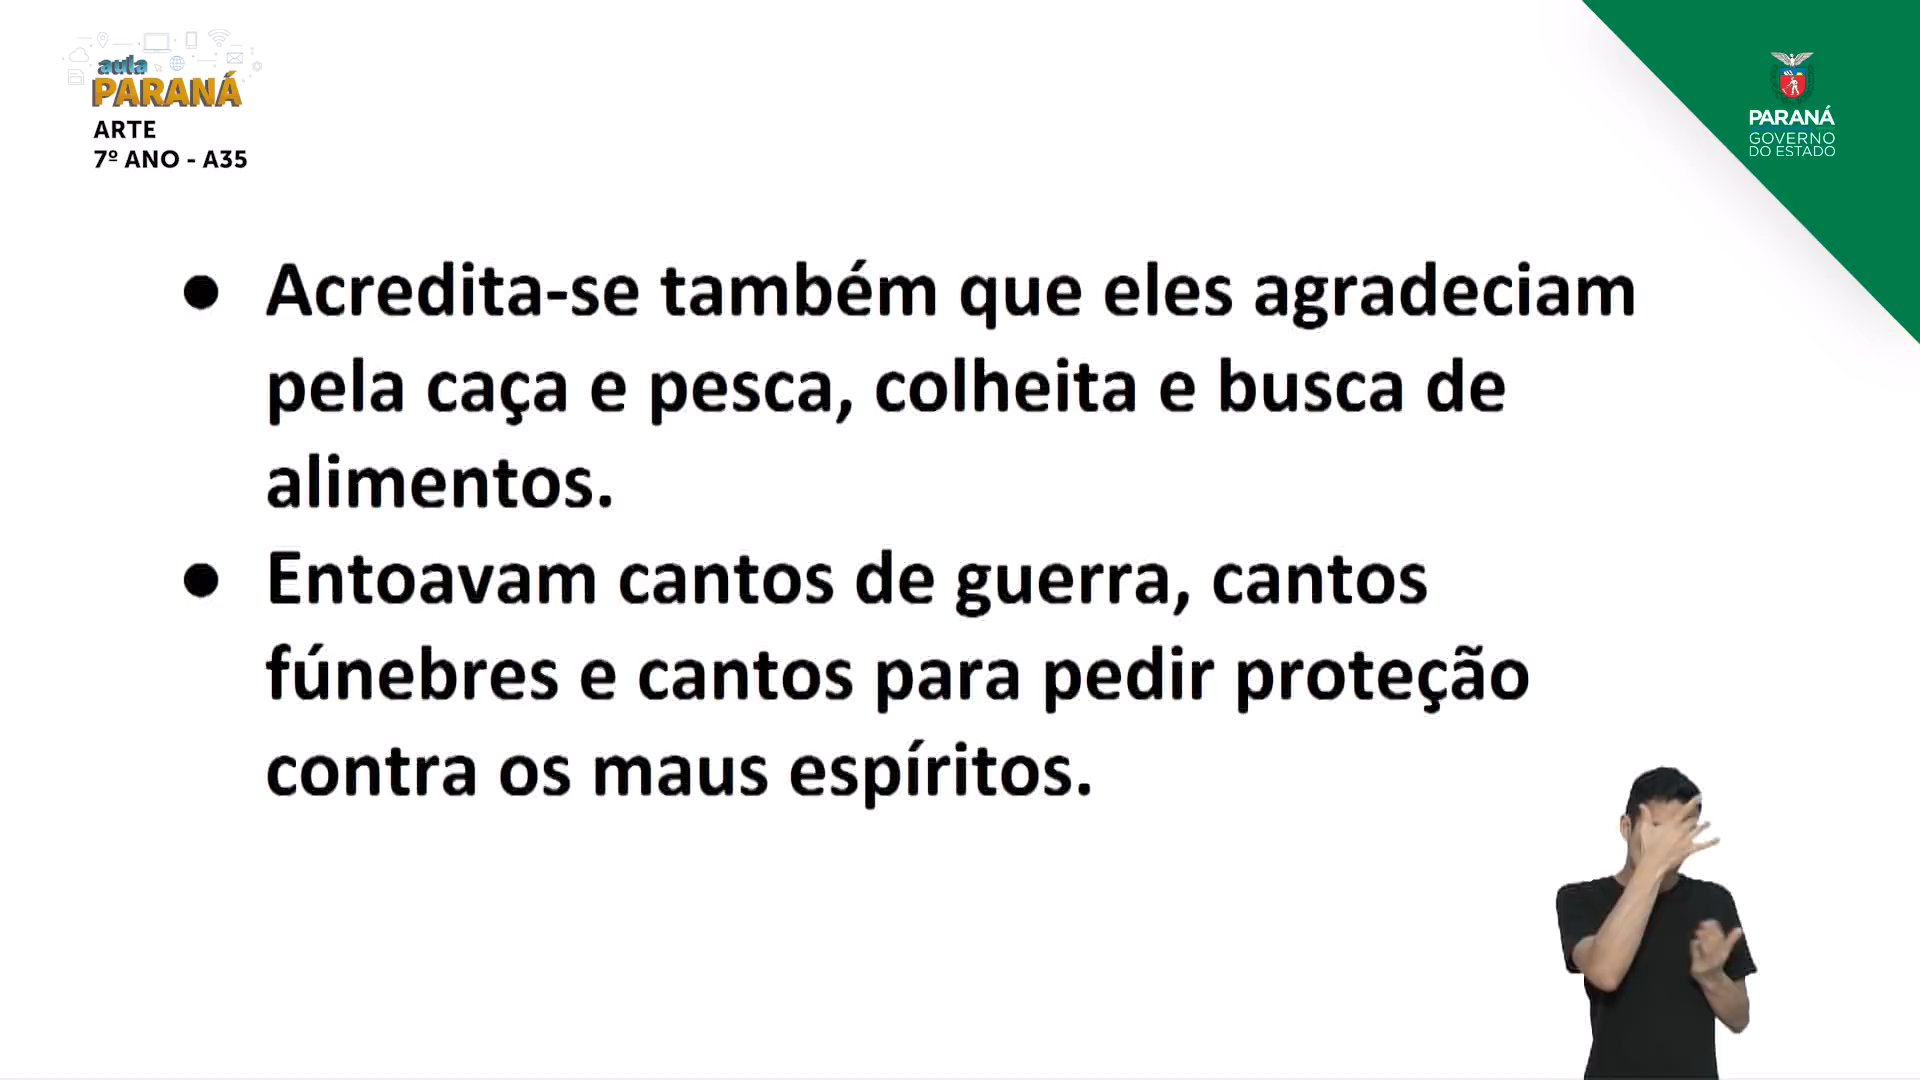 aula
PARANÁ
ARTE
7º ANO - A35
PARANÁ
GOVERNO
DO ESTADO
● Acredita-se também que eles agradeciam
pela caça e pesca, colheita e busca de
alimentos.
● Entoavam cantos de guerra, cantos
fúnebres e cantos para pedir proteção
contra os maus espíritos.